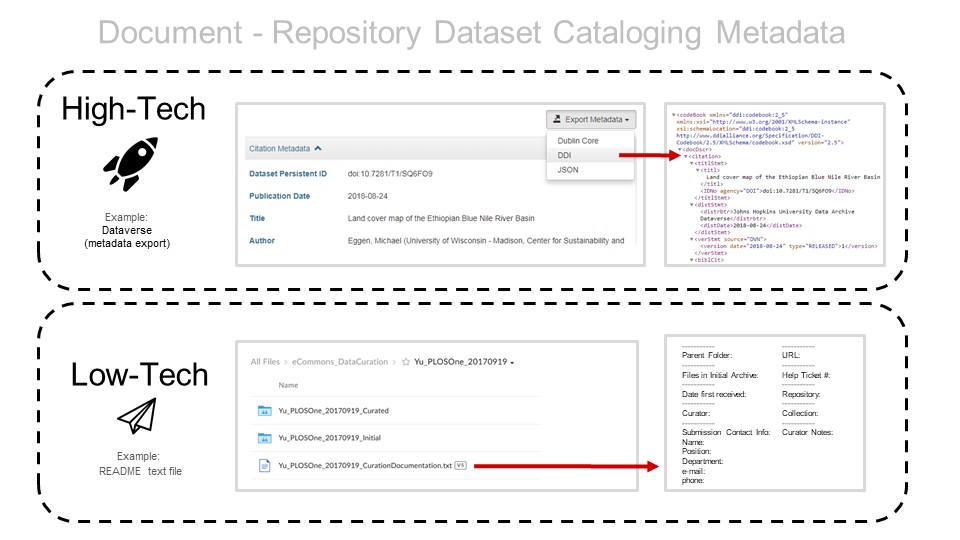 Document - Repository Dataset Cataloging Metadata
High-Tech
Example:
Dataverse
(metadata export)
Export Metadata
Dublin Core
DDI
JSON
Citation Metadata
Dataset Persistent ID doi:10.7281/T1/SQ6FO9
Publication Date 2018-08-24
Title Land cover map of the Ethiopian Blue Nile River Basin
Author Eggen, Michael (University of Wisconsin - Madison, Center for Sustainability and
<codeBook xmlns="ddi:codebook:2_5"
xmlns:xsi="http://www.w3.org/2001/XMLSchema-instance"
xsi:schemaLocation="ddi:codebook:2_5
http://www.ddialliance.org/Specification/DDI-
Codebook/2.5/XMLSchema/codebook.xsd" version="2.5">
<docDscr>
<citation>
<titlStmt>
<titl>
Land cover map of the Ethiopian Blue Nile River Basin
</titl>
<IDNo agency="DOI">doi:10.7281/T1/SQ6FO9</IDNo>
</titlStmt>
<distStmt>
<distrbtr>Johns Hopkins University Data Archive
Dataverse</distrbtr>
<distDate>2018-08-24</distDate>
</distStmt>
<verStmt source="DVN">
<version date="2018-08-24" type="RELEASED">1</version>
</verStmt>
<biblCit>
Low-Tech
Example:
README text file
All Files > eCommons_DataCuration > Yu_PLOSOne_20170919
Name
Yu_PLOSOne_20170919_Curated
Yu_PLOSOne_20170919_Initial
Yu_PLOSOne_20170919_CurationDocumentation.txt V5
-----------
Parent Folder:
-----------
Files in Initial Archive:
-----------
Date first received:
-----------
Curator:
-----------
Submission Contact Info:
Name:
Position:
Department:
e-mail:
phone:
-----------
URL:
-----------
Help Ticket #:
-----------
Repository:
-----------
Collection:
-----------
Curator Notes: